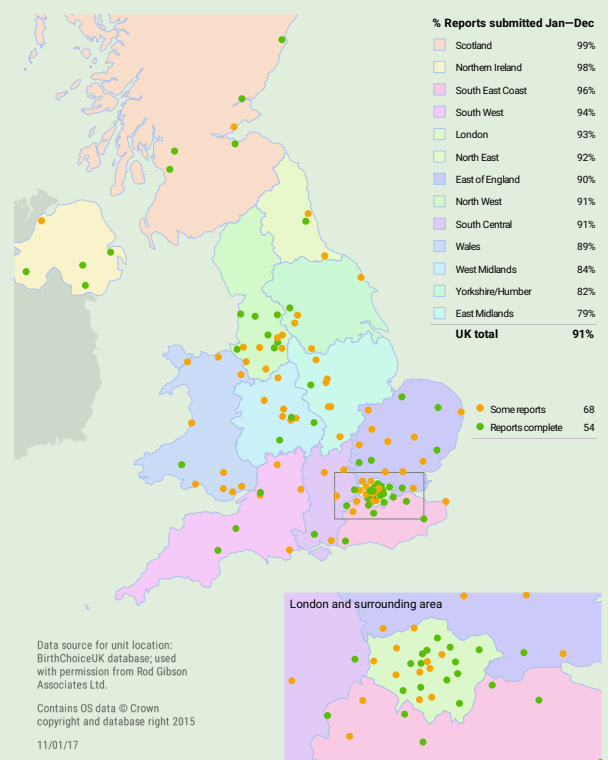 % Reports submitted Jan—Dec
Scotland 99%
Northern Ireland 98%
South East Coast 96%
South West 94%
London 93%
North East 92%
East of England 90%
North West 91%
South Central 91%
Wales 89%
West Midlands 84%
Yorkshire/Humber 82%
East Midlands 79%
UK total 91%
Some reports 68
Reports complete 54
London and surrounding area
Data source for unit location:
BirthChoiceUK database; used
with permission from Rod Gibson
Associates Ltd.
Contains OS data © Crown
copyright and database right 2015
11/01/17